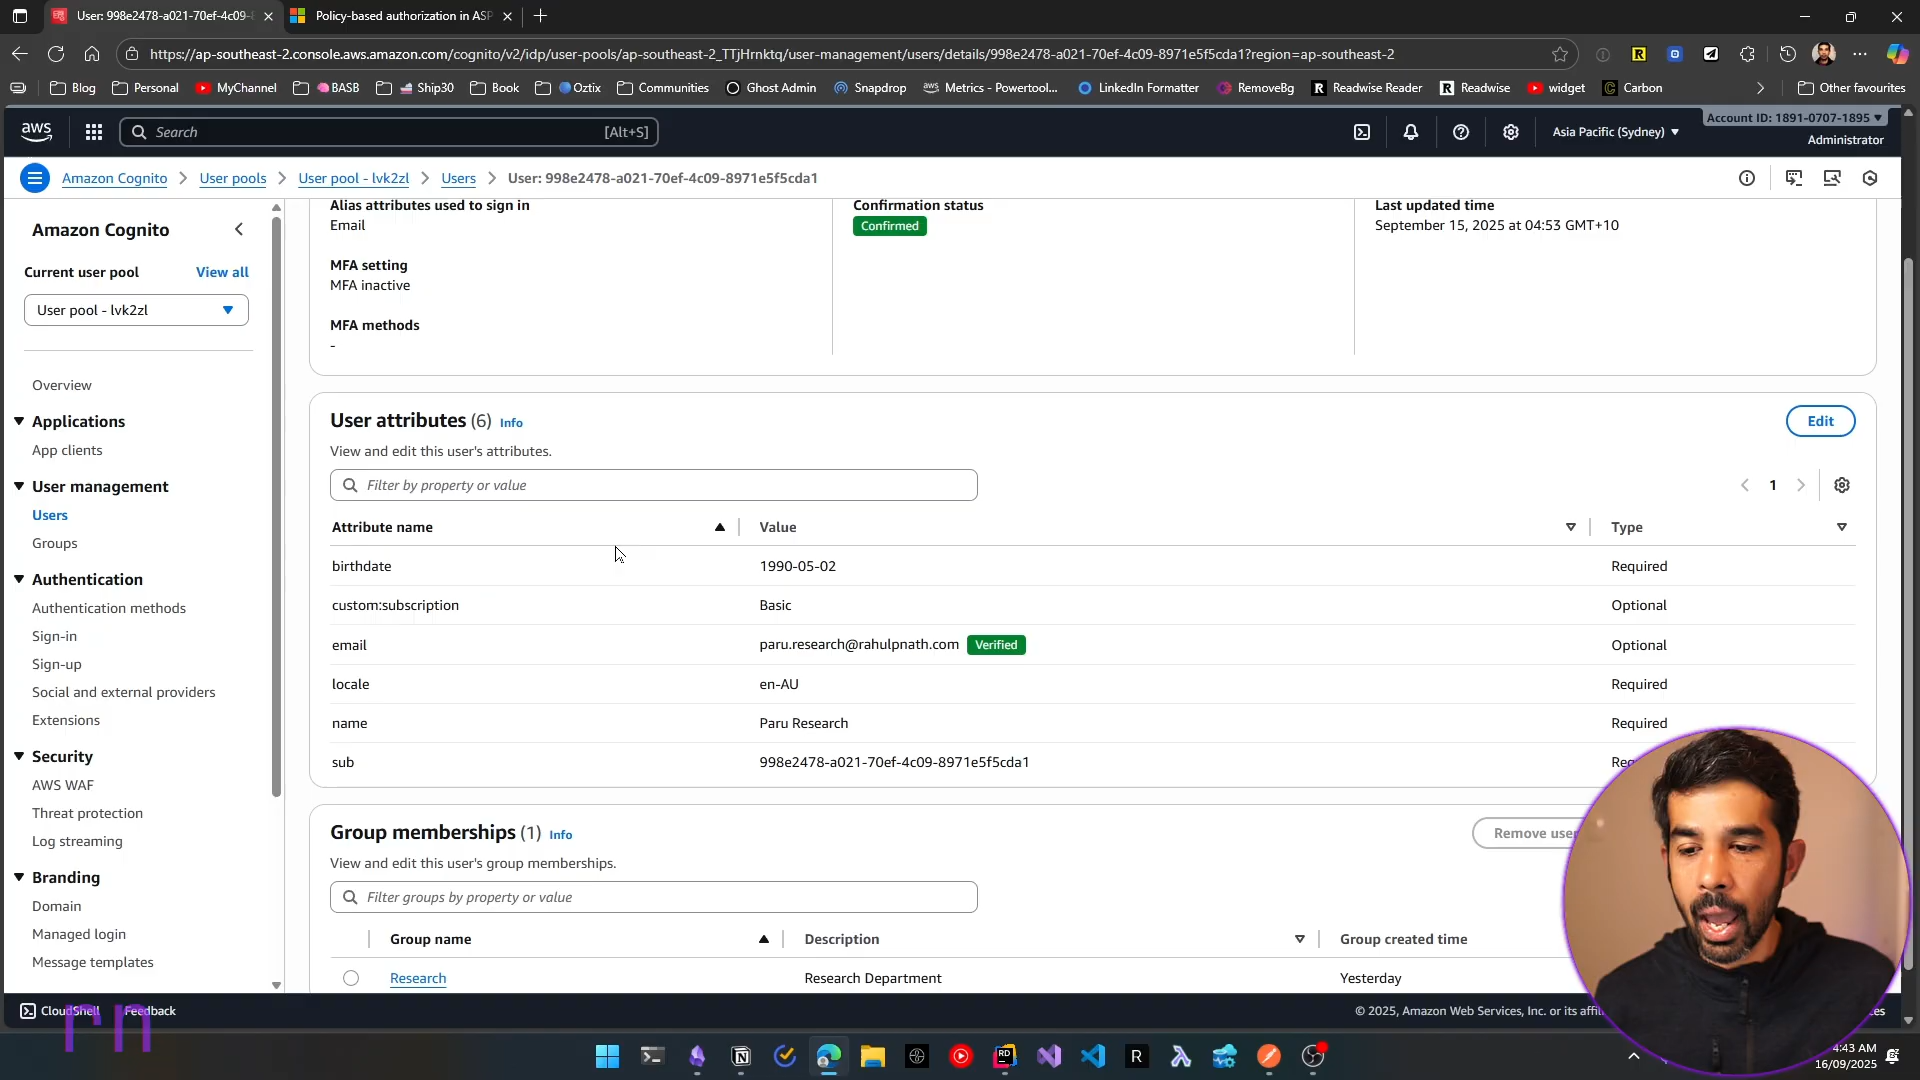 User: 998e2478-a021-70ef-4c09-8
Policy-based authorization in ASP
https://ap-southeast-2.console.aws.amazon.com/cognito/v2/idp/user-pools/ap-southeast-2_TTjHrnktq/user-management/users/details/998e2478-a021-70ef-4c09-8971e5f5cda1?region=ap-southeast-2
Blog
Personal
MyChannel
BASB
Ship30
Book
Oztix
Communities
Ghost Admin
Snapdrop
aws Metrics - Powertool...
LinkedIn Formatter
RemoveBg
Readwise Reader
Readwise
widget
Carbon
Other favourites
aws
Search
[Alt+S]
Asia Pacific (Sydney)
Account ID: 1891-0707-1895
Administrator
Amazon Cognito
User pools
User pool - lvk2zl
Users
User: 998e2478-a021-70ef-4c09-8971e5f5cda1
Amazon Cognito
Current user pool
View all
User pool - lvk2zl
Overview
Applications
App clients
User management
Users
Groups
Authentication
Authentication methods
Sign-in
Sign-up
Social and external providers
Extensions
Security
AWS WAF
Threat protection
Log streaming
Branding
Domain
Managed login
Message templates
Alias attributes used to sign in
Email
MFA setting
MFA inactive
MFA methods
-
Confirmation status
Confirmed
Last updated time
September 15, 2025 at 04:53 GMT+10
User attributes (6) Info
Edit
View and edit this user's attributes.
Filter by property or value
1
Attribute name Value Type
birthdate 1990-05-02 Required
custom:subscription Basic Optional
email paru.research@rahulpnath.com Verified Optional
locale en-AU Required
name Paru Research Required
sub 998e2478-a021-70ef-4c09-8971e5f5cda1
Group memberships (1) Info
Remove user
View and edit this user's group memberships.
Filter groups by property or value
Group name Description Group created time
Research Research Department Yesterday
CloudShell Feedback
© 2025, Amazon Web Services, Inc. or its affili
rn
4:43 AM
16/09/2025